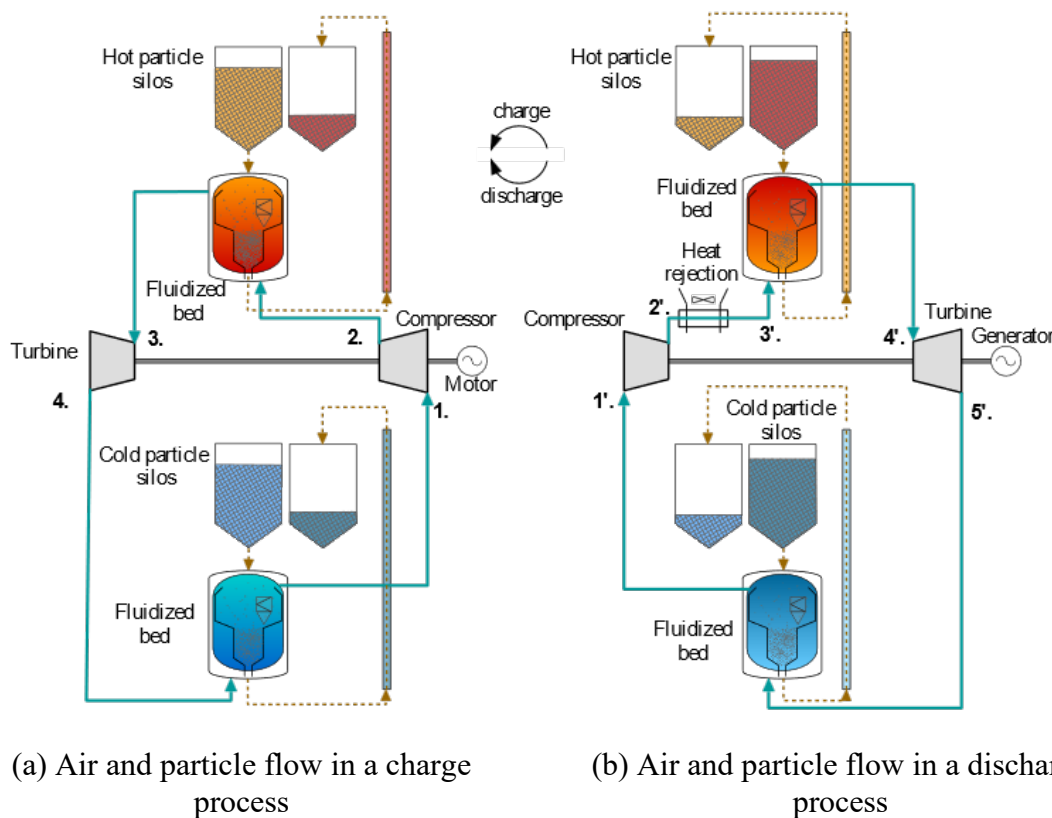 Hot particle
silos
Fluidized bed
Compressor
Turbine
3.
2.
Motor
4.
1.
Cold particle
silos
Fluidized
bed
charge
discharge
Hot particle
silos
Fluidized
bed
Heat
rejection
Compressor
2'.
3'.
Turbine
4'.
Generator
1'.
5'.
Cold particle
silos
Fluidized
bed
(a) Air and particle flow in a charge
process
(b) Air and particle flow in a dischar
process